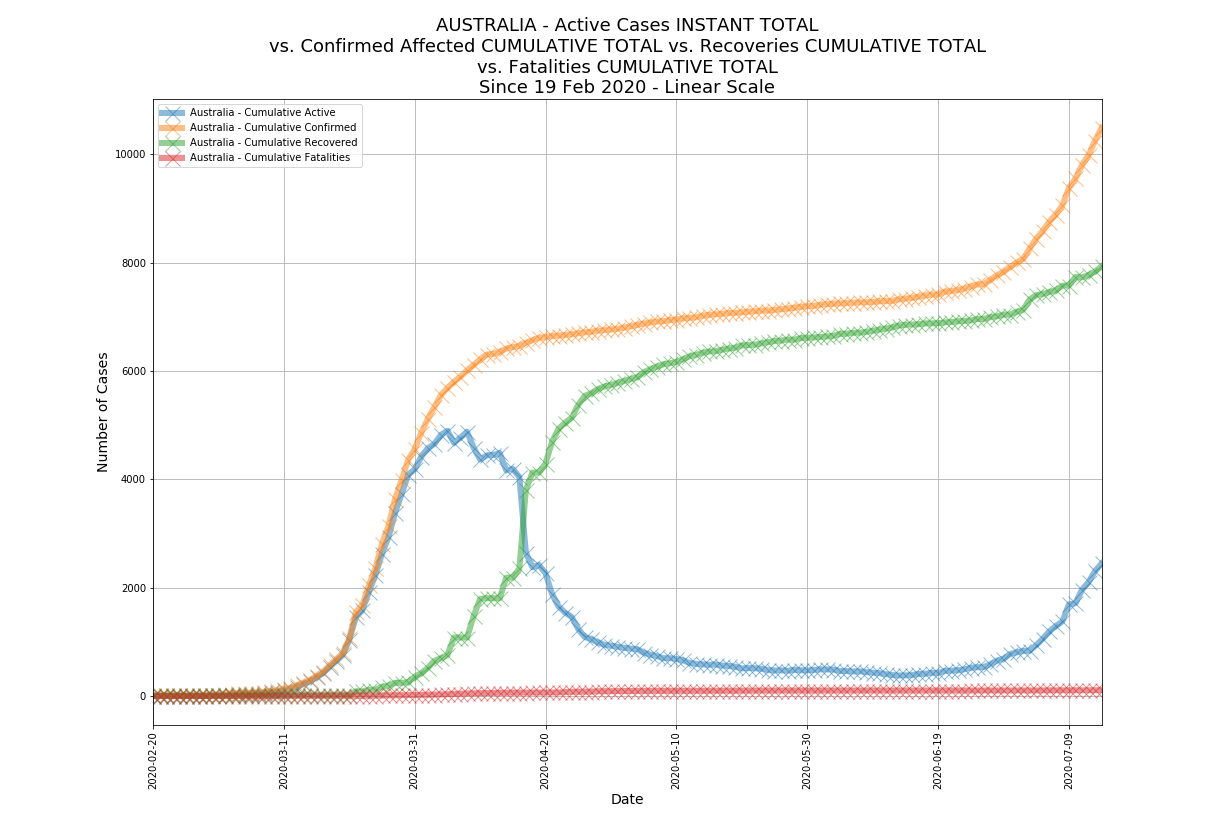 AUSTRALIA - Active Cases INSTANT TOTAL
vs. Confirmed Affected CUMULATIVE TOTAL vs. Recoveries CUMULATIVE TOTAL
vs. Fatalities CUMULATIVE TOTAL
Since 19 Feb 2020 - Linear Scale
Australia - Cumulative Active
Australia - Cumulative Confirmed
Australia - Cumulative Recovered
Australia - Cumulative Fatalities
Number of Cases
10000
8000
6000
4000
2000
0
2020-02-20
2020-03-11
2020-03-31
2020-04-20
2020-05-10
2020-05-30
2020-06-19
2020-07-09
Date